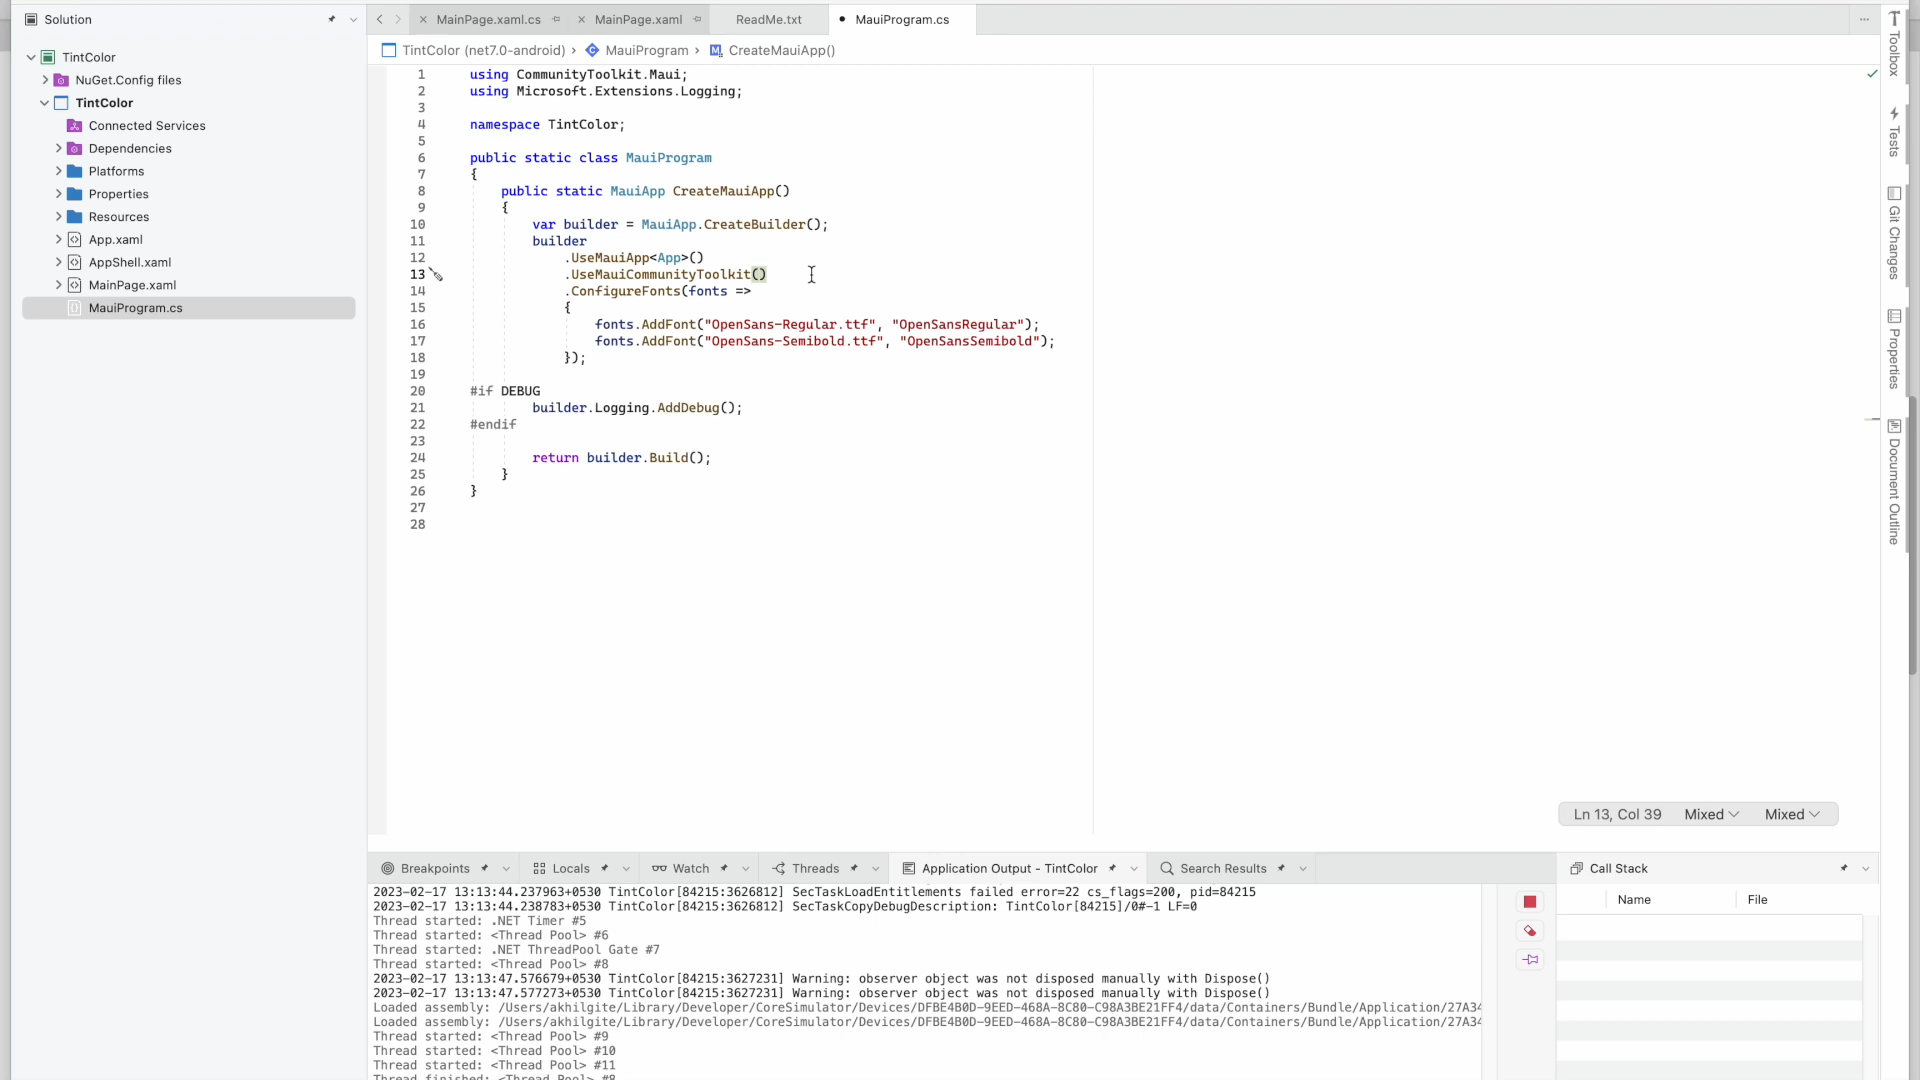 Solution
MainPage.xaml.cs
MainPage.xaml
ReadMe.txt
MauiProgram.cs
TintColor (net7.0-android) › MauiProgram › CreateMauiApp()
TintColor
NuGet.Config files
TintColor
Connected Services
Dependencies
Platforms
Properties
Resources
App.xaml
AppShell.xaml
MainPage.xaml
MauiProgram.cs
1 using CommunityToolkit.Maui;
2 using Microsoft.Extensions.Logging;
3
4 namespace TintColor;
5
6 public static class MauiProgram
7 {
8 public static MauiApp CreateMauiApp()
9 {
10 var builder = MauiApp.CreateBuilder();
11 builder
12 .UseMauiApp<App>()
13 .UseMauiCommunityToolkit()
14 .ConfigureFonts(fonts =>
15 {
16 fonts.AddFont("OpenSans-Regular.ttf", "OpenSansRegular");
17 fonts.AddFont("OpenSans-Semibold.ttf", "OpenSansSemibold");
18 });
19
20 #if DEBUG
21 builder.Logging.AddDebug();
22 #endif
23
24 return builder.Build();
25 }
26 }
27
28
Toolbox
Tests
Git Changes
Properties
Document Outline
Ln 13, Col 39 Mixed Mixed
Breakpoints
Locals
Watch
Threads
Application Output - TintColor
Search Results
Call Stack
Name File
2023-02-17 13:13:44.237963+0530 TintColor[84215:3626812] SecTaskLoadEntitlements failed error=22 cs_flags=200, pid=84215
2023-02-17 13:13:44.238783+0530 TintColor[84215:3626812] SecTaskCopyDebugDescription: TintColor[84215]/0#-1 LF=0
Thread started: .NET Timer #5
Thread started: <Thread Pool> #6
Thread started: .NET ThreadPool Gate #7
Thread started: <Thread Pool> #8
2023-02-17 13:13:47.576679+0530 TintColor[84215:3627231] Warning: observer object was not disposed manually with Dispose()
2023-02-17 13:13:47.577273+0530 TintColor[84215:3627231] Warning: observer object was not disposed manually with Dispose()
Loaded assembly: /Users/akhilgite/Library/Developer/CoreSimulator/Devices/DFBE4B0D-9EED-468A-8C80-C98A3BE21FF4/data/Containers/Bundle/Application/27A34
Loaded assembly: /Users/akhilgite/Library/Developer/CoreSimulator/Devices/DFBE4B0D-9EED-468A-8C80-C98A3BE21FF4/data/Containers/Bundle/Application/27A34
Thread started: <Thread Pool> #9
Thread started: <Thread Pool> #10
Thread started: <Thread Pool> #11
Thread finished: <Thread Pool> #8